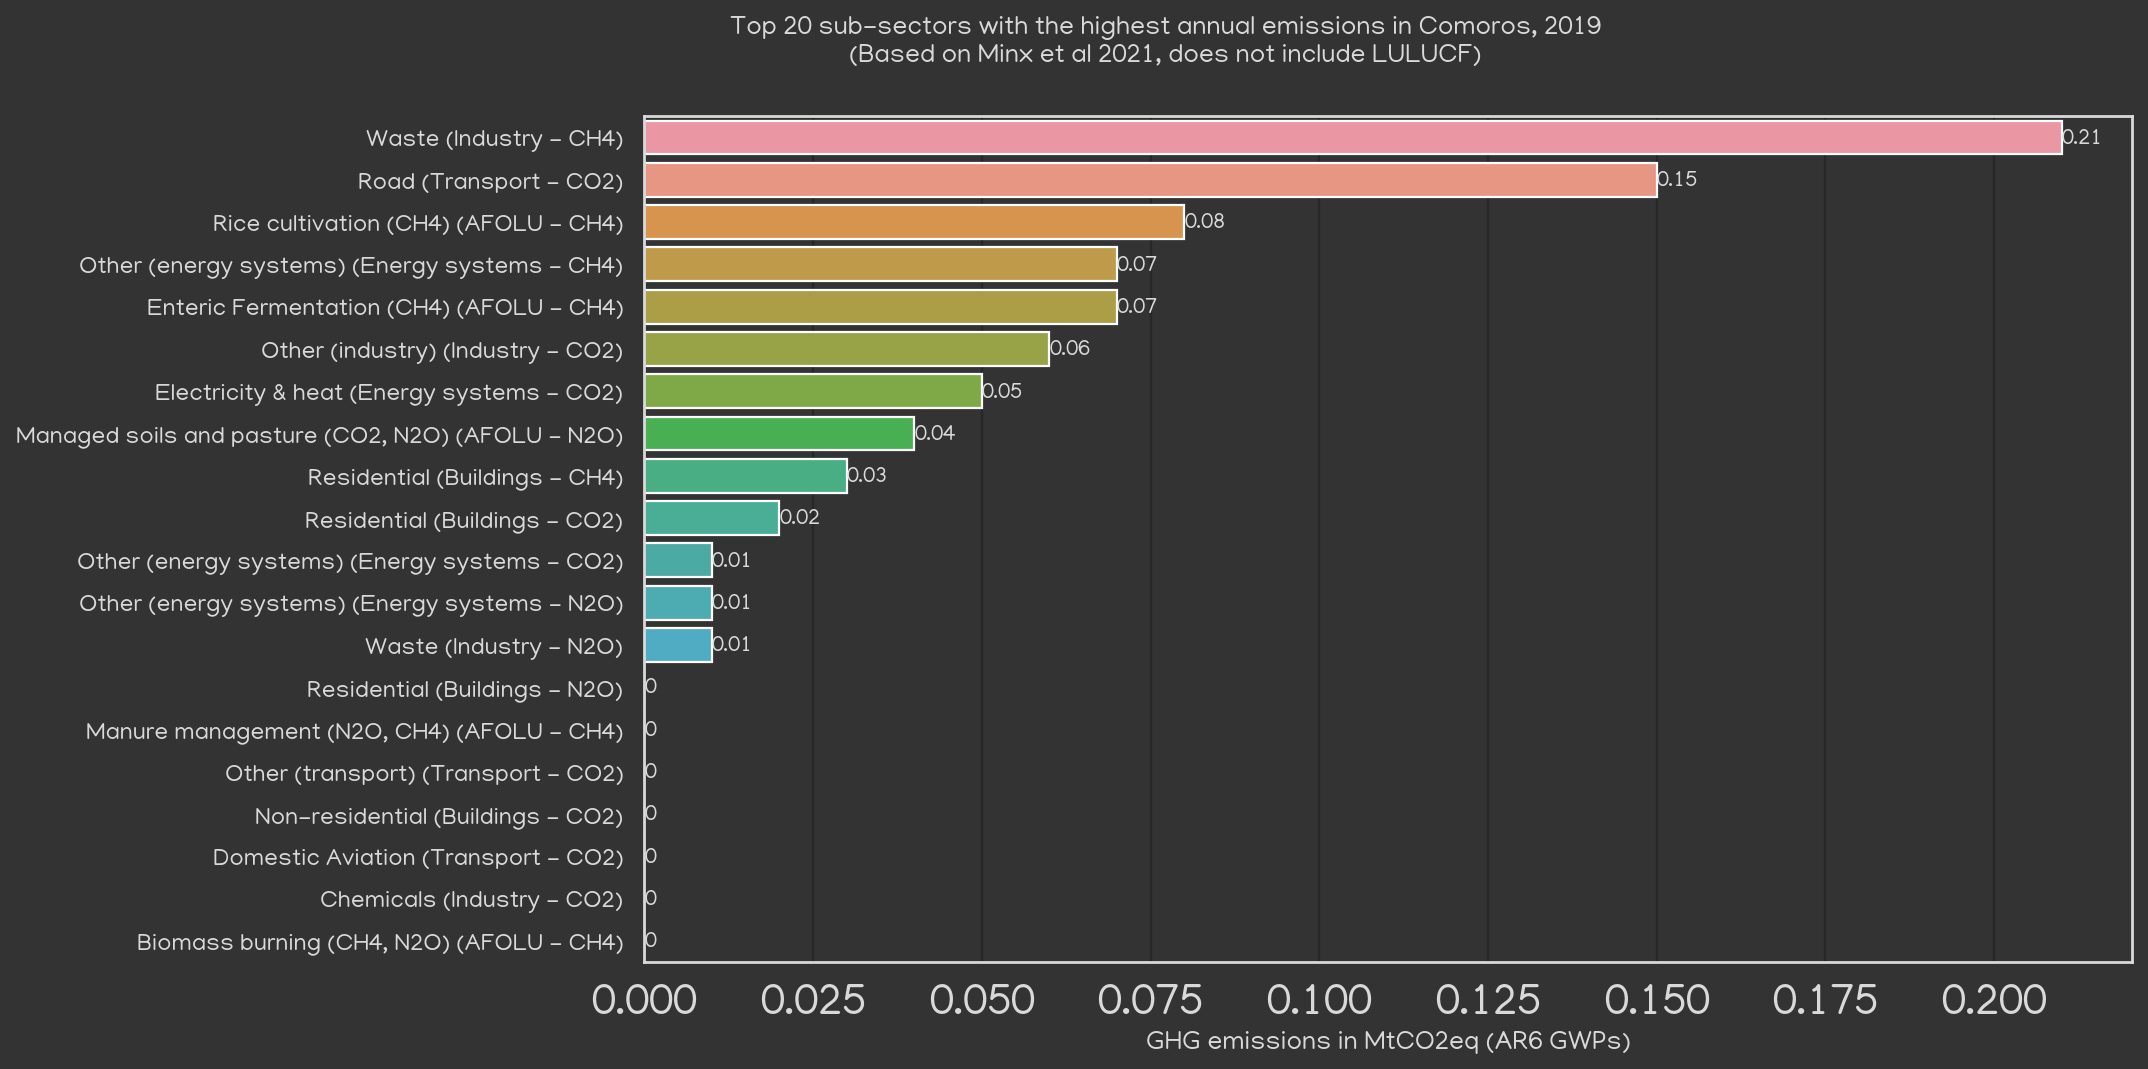 Top 20 sub-sectors with the highest annual emissions in Comoros, 2019
(Based on Minx et al 2021, does not include LULUCF)
Waste (Industry - CH4) 0.21
Road (Transport - CO2) 0.15
Rice cultivation (CH4) (AFOLU - CH4) 0.08
Other (energy systems) (Energy systems - CH4) 0.07
Enteric Fermentation (CH4) (AFOLU - CH4) 0.07
Other (industry) (Industry - CO2) 0.06
Electricity & heat (Energy systems - CO2) 0.05
Managed soils and pasture (CO2, N2O) (AFOLU - N2O) 0.04
Residential (Buildings - CH4) 0.03
Residential (Buildings - CO2) 0.02
Other (energy systems) (Energy systems - CO2) 0.01
Other (energy systems) (Energy systems - N2O) 0.01
Waste (Industry - N2O) 0.01
Residential (Buildings - N2O) 0
Manure management (N2O, CH4) (AFOLU - CH4) 0
Other (transport) (Transport - CO2) 0
Non-residential (Buildings - CO2) 0
Domestic Aviation (Transport - CO2) 0
Chemicals (Industry - CO2) 0
Biomass burning (CH4, N2O) (AFOLU - CH4) 0
0.000 0.025 0.050 0.075 0.100 0.125 0.150 0.175 0.200
GHG emissions in MtCO2eq (AR6 GWPs)